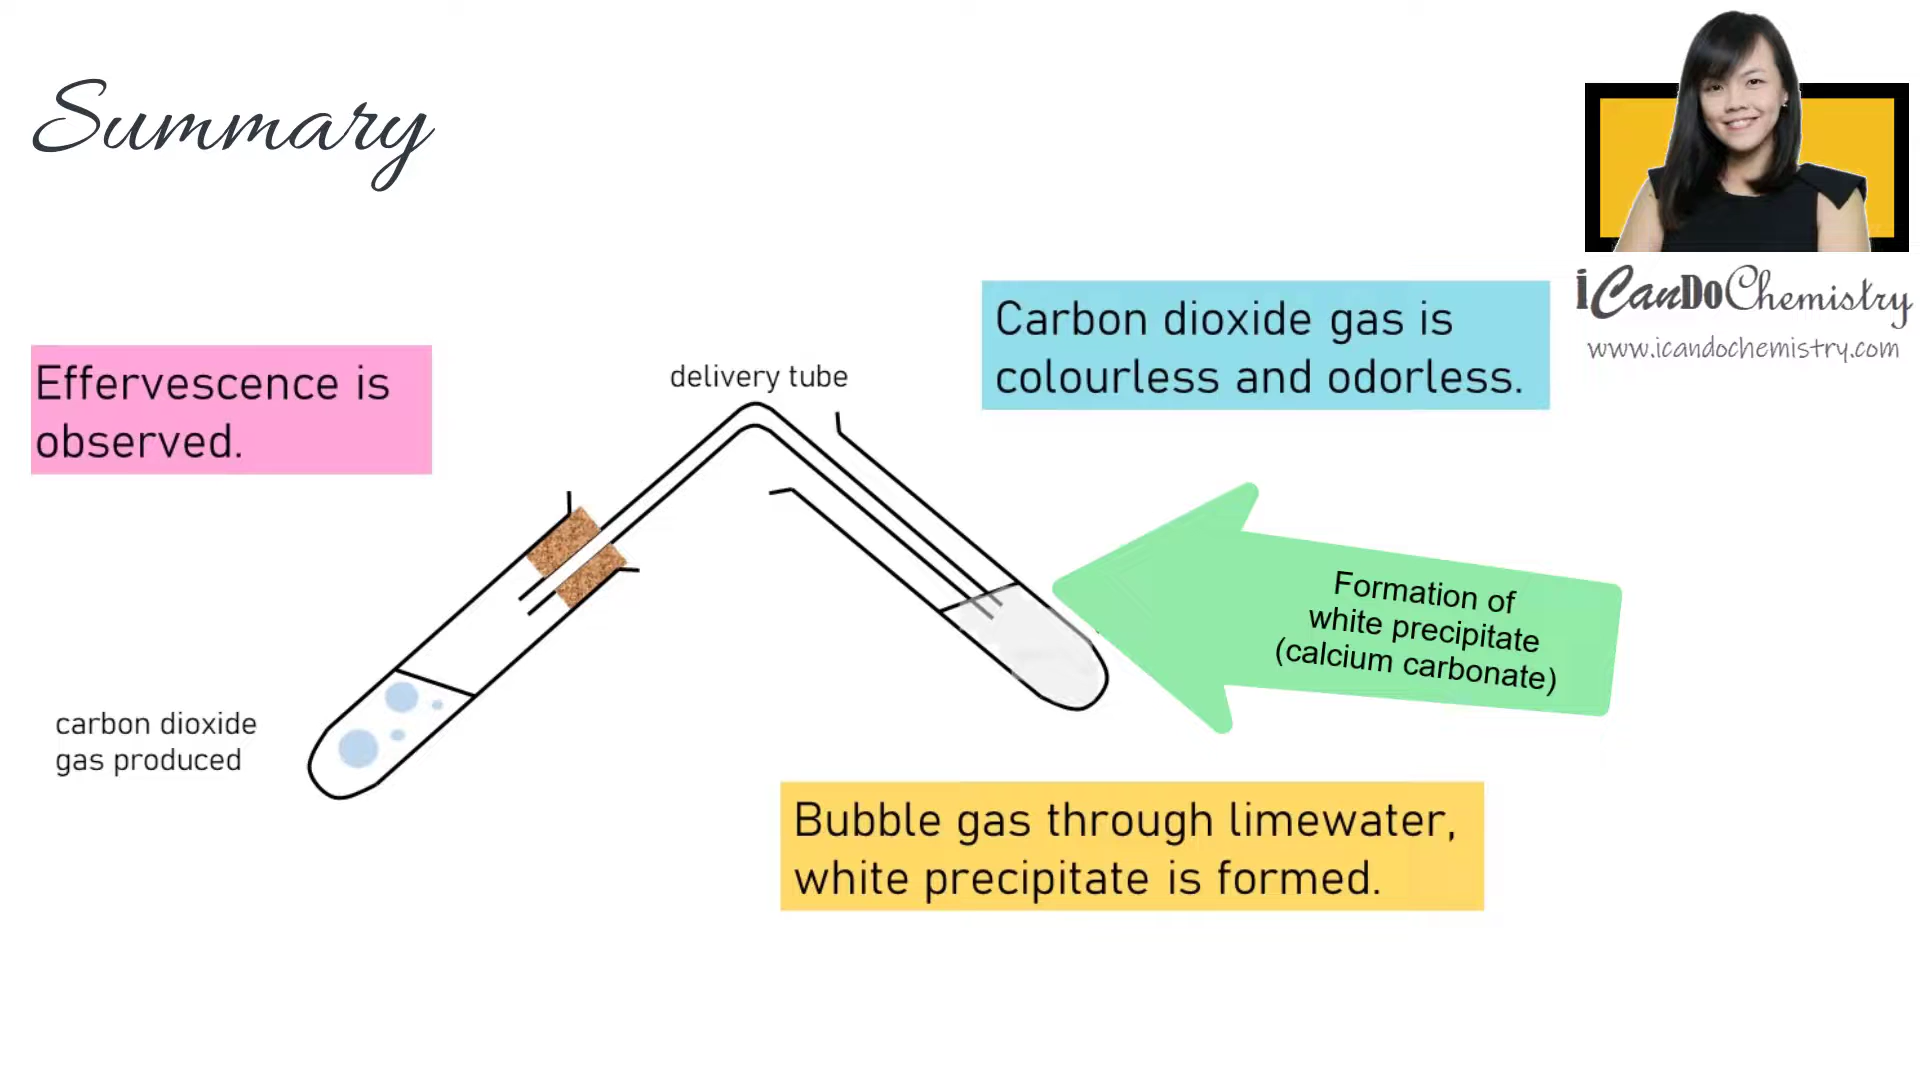 Summary
iCanDoChemistry
www.icandochemistry.com
Carbon dioxide gas is
colourless and odorless.
Effervescence is
observed.
delivery tube
Formation of
white precipitate
(calcium carbonate)
carbon dioxide
gas produced
Bubble gas through limewater,
white precipitate is formed.